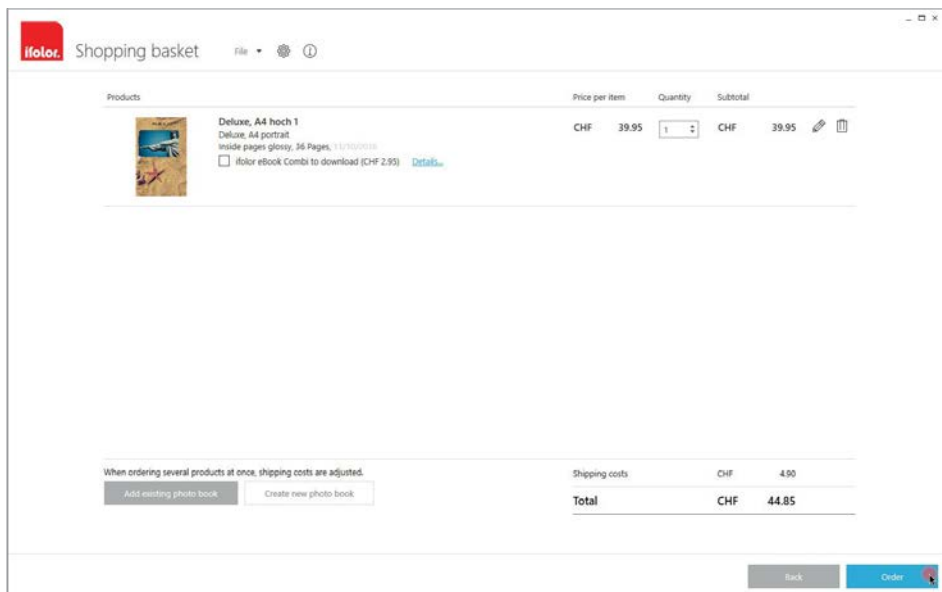 ifolor.
Shopping basket File
Products Price per item Quantity Subtotal
Deluxe, A4 hoch 1 CHF 39.95 1 CHF 39.95
Deluxe, A4 portrait
Inside pages glossy, 36 Pages, 11/10/2016
ifolor eBook Combi to download (CHF 2.95) Details...
When ordering several products at once, shipping costs are adjusted. Shipping costs CHF 4.90
Add existing photo book Create new photo book Total CHF 44.85
Back Order